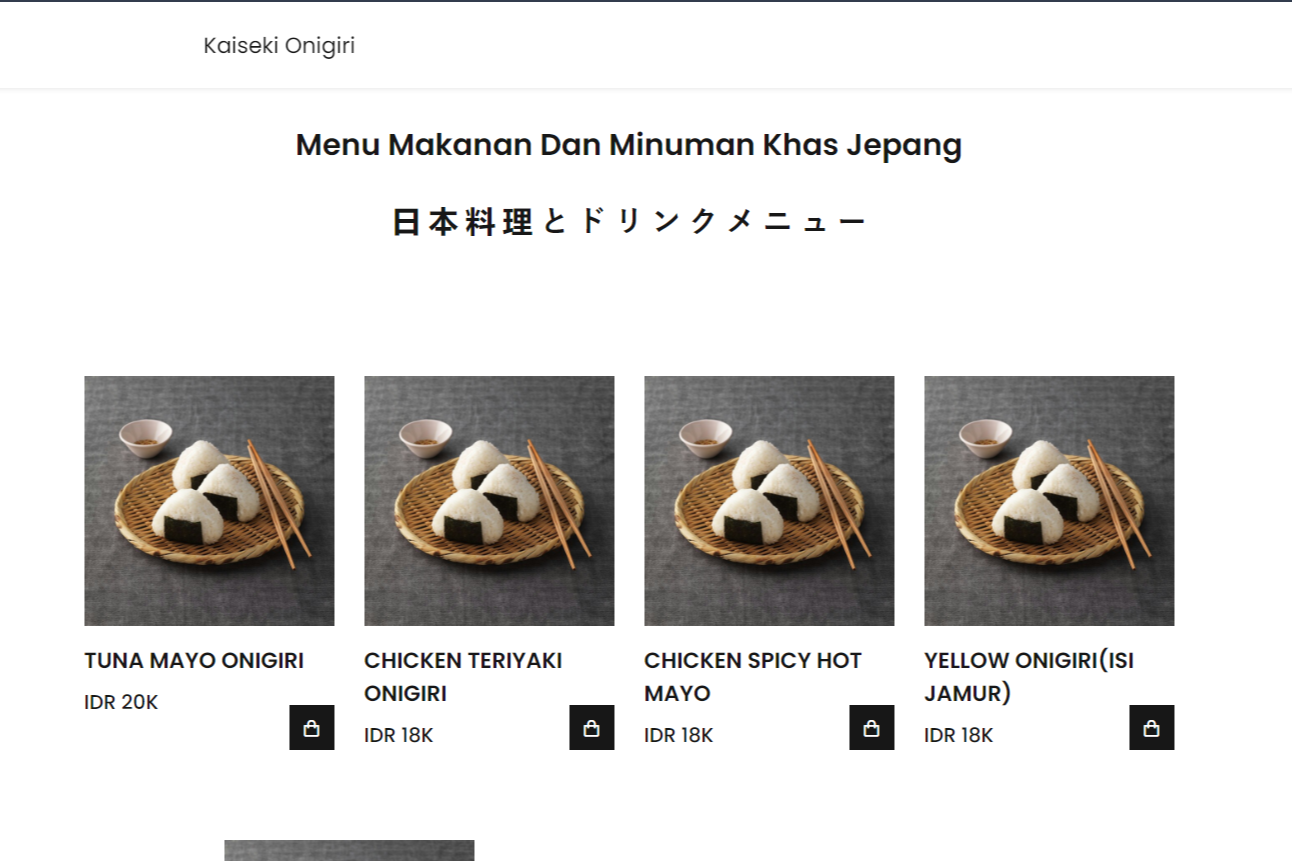 Kaiseki Onigiri
Menu Makanan Dan Minuman Khas Jepang
日本料理とドリンクメニュー
TUNA MAYO ONIGIRI
IDR 20K
CHICKEN TERIYAKI
ONIGIRI
IDR 18K
CHICKEN SPICY HOT
MAYO
IDR 18K
YELLOW ONIGIRI(ISI
JAMUR)
IDR 18K